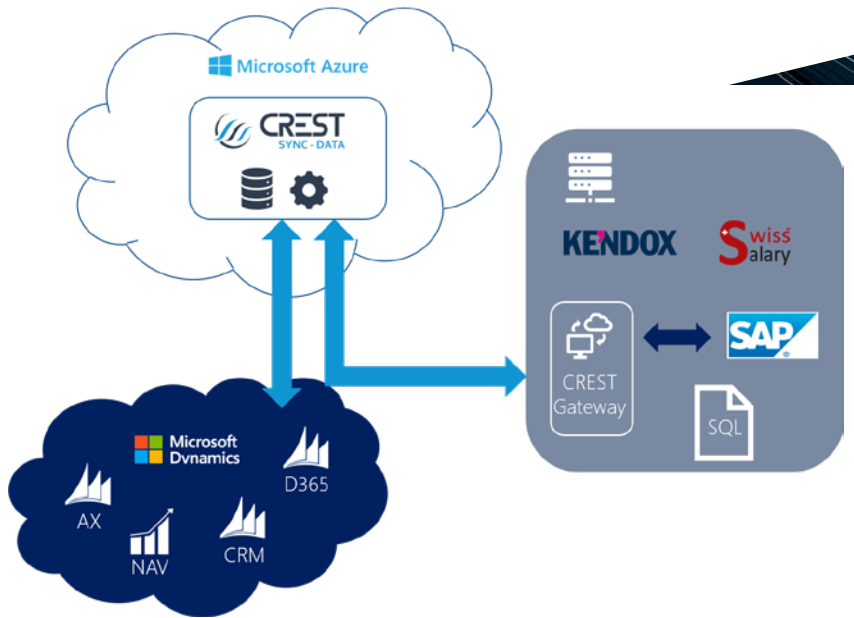 Microsoft Azure
CREST
SYNC - DATA
KENDOX
Swiss
Salary
CREST
Gateway
SAP
®
SQL
Microsoft
Dynamics
D365
AX
NAV
CRM